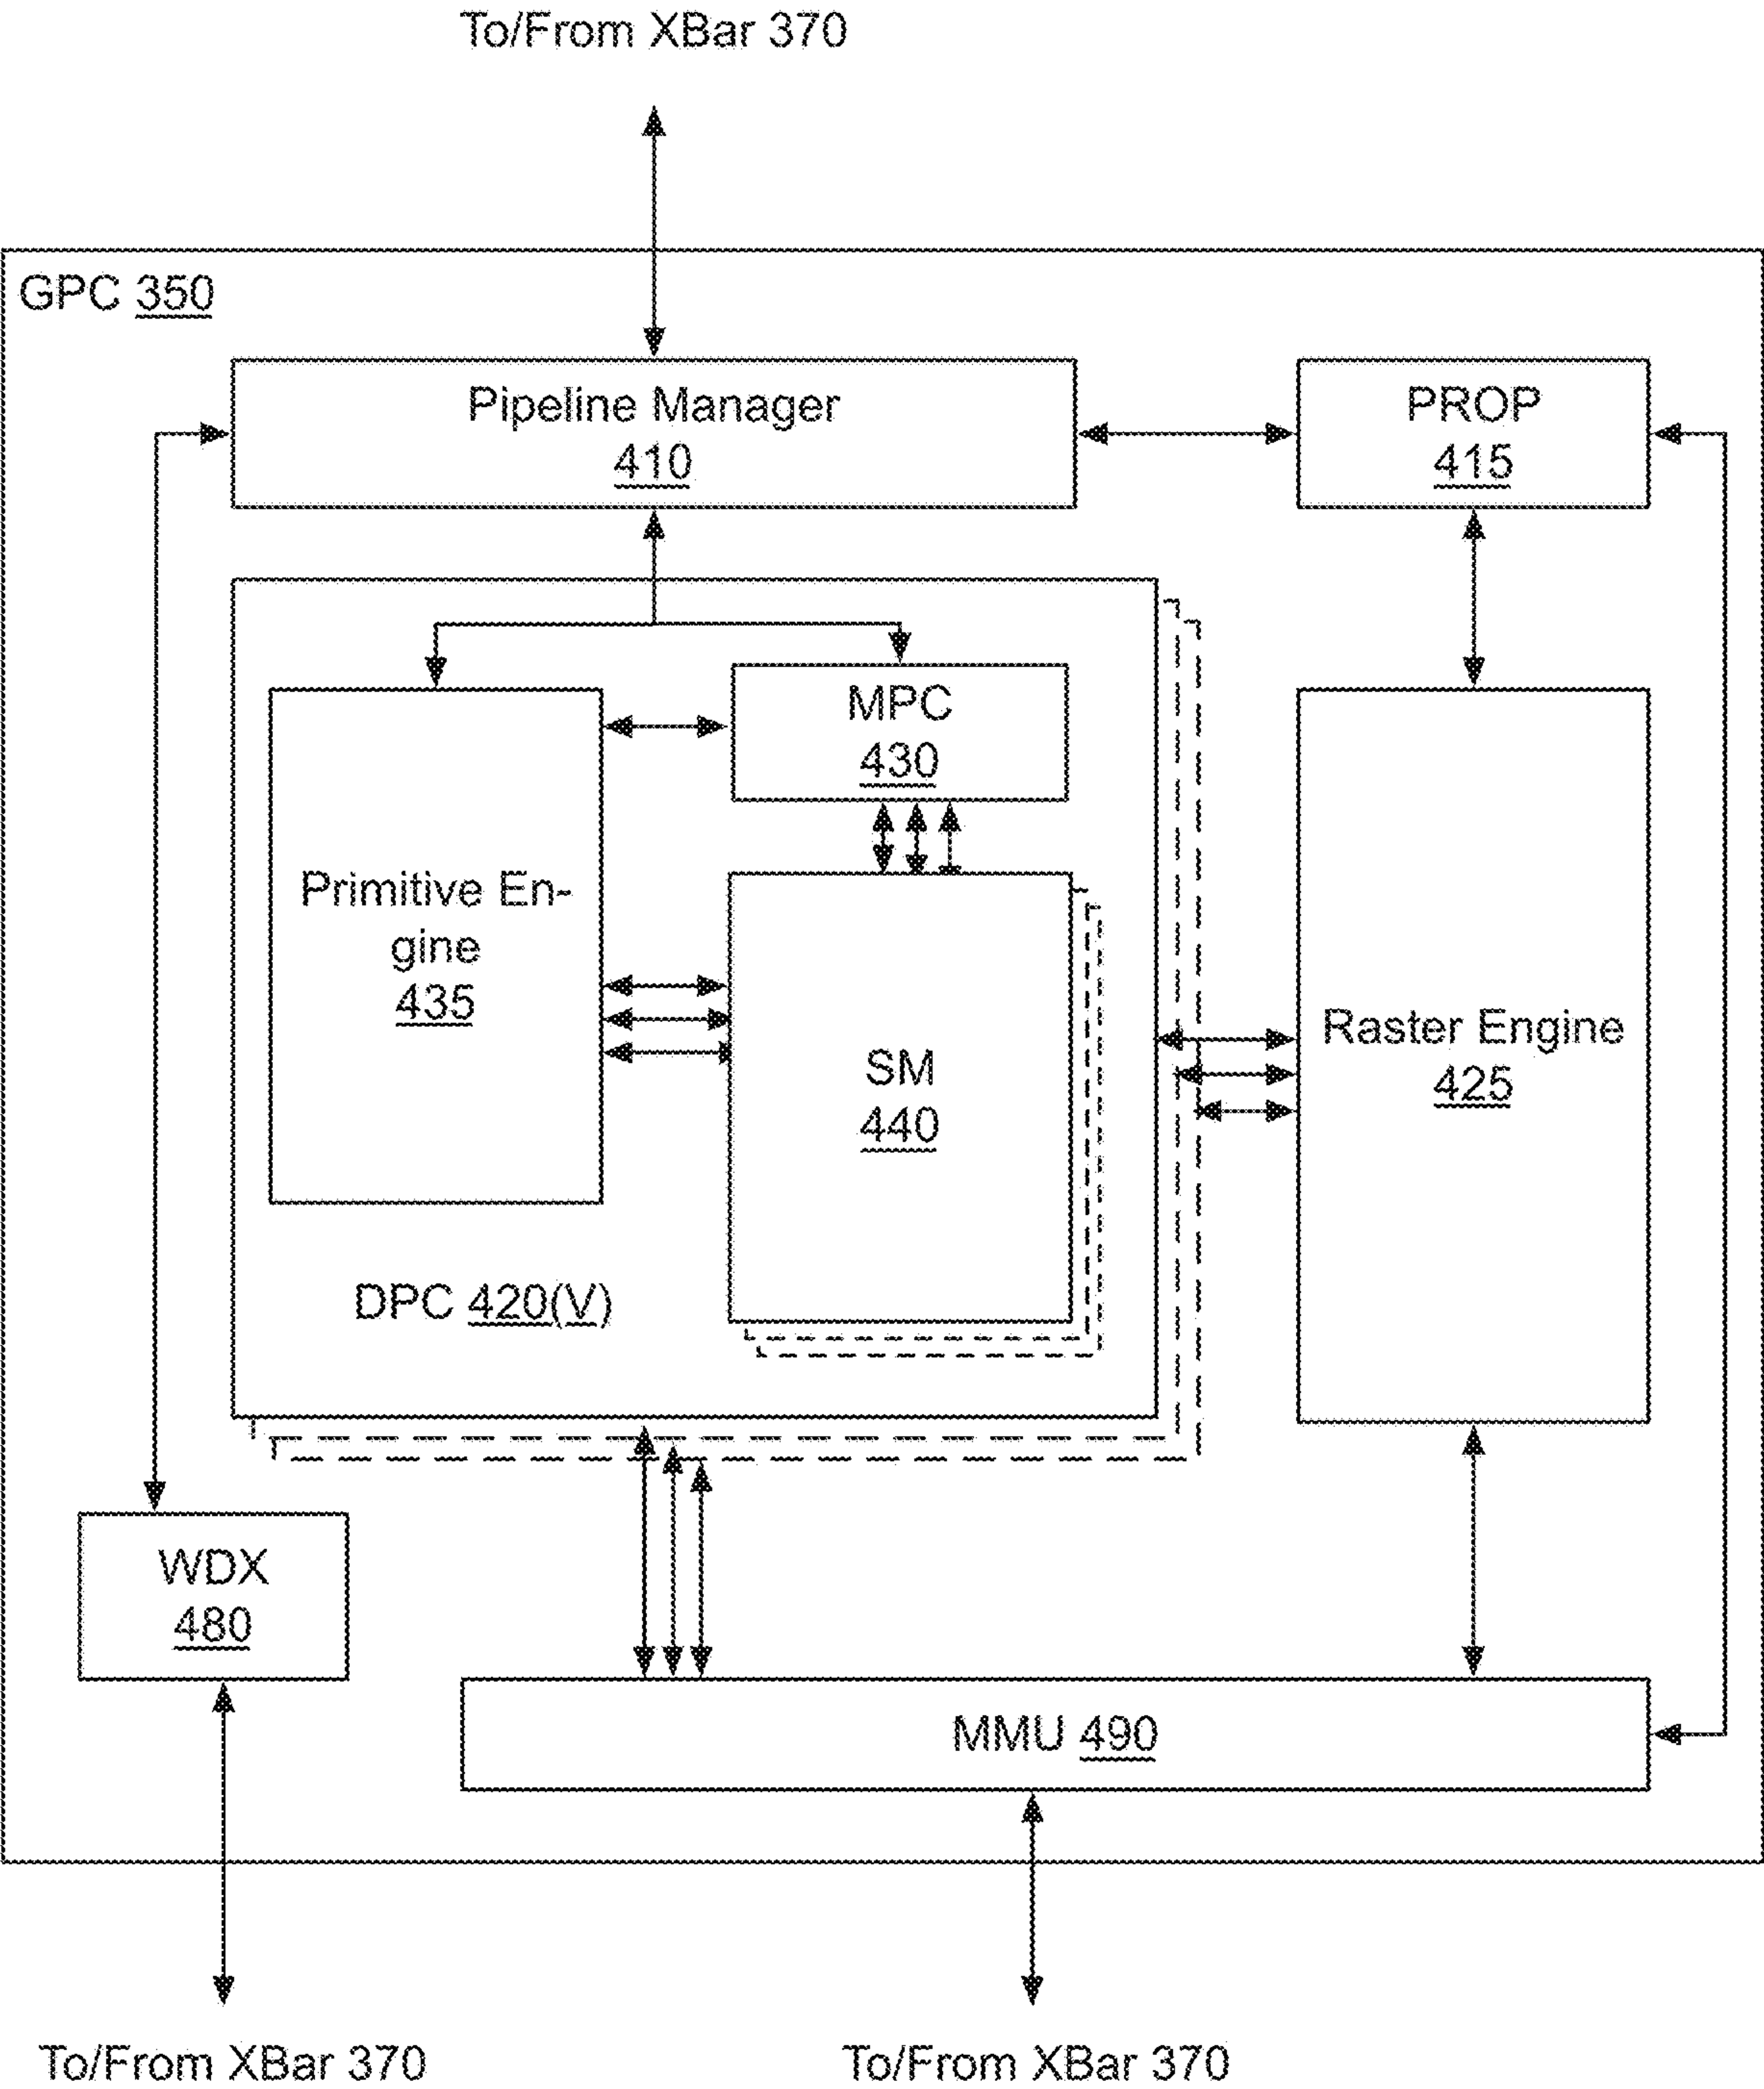 To/From XBar 370
GPC 350
Pipeline Manager
410
PROP
415
MPC
430
Primitive En-
gine
435
SM
440
Raster Engine
425
DPC 420(V)
WDX
480
MMU 490
To/From XBar 370
To/From XBar 370